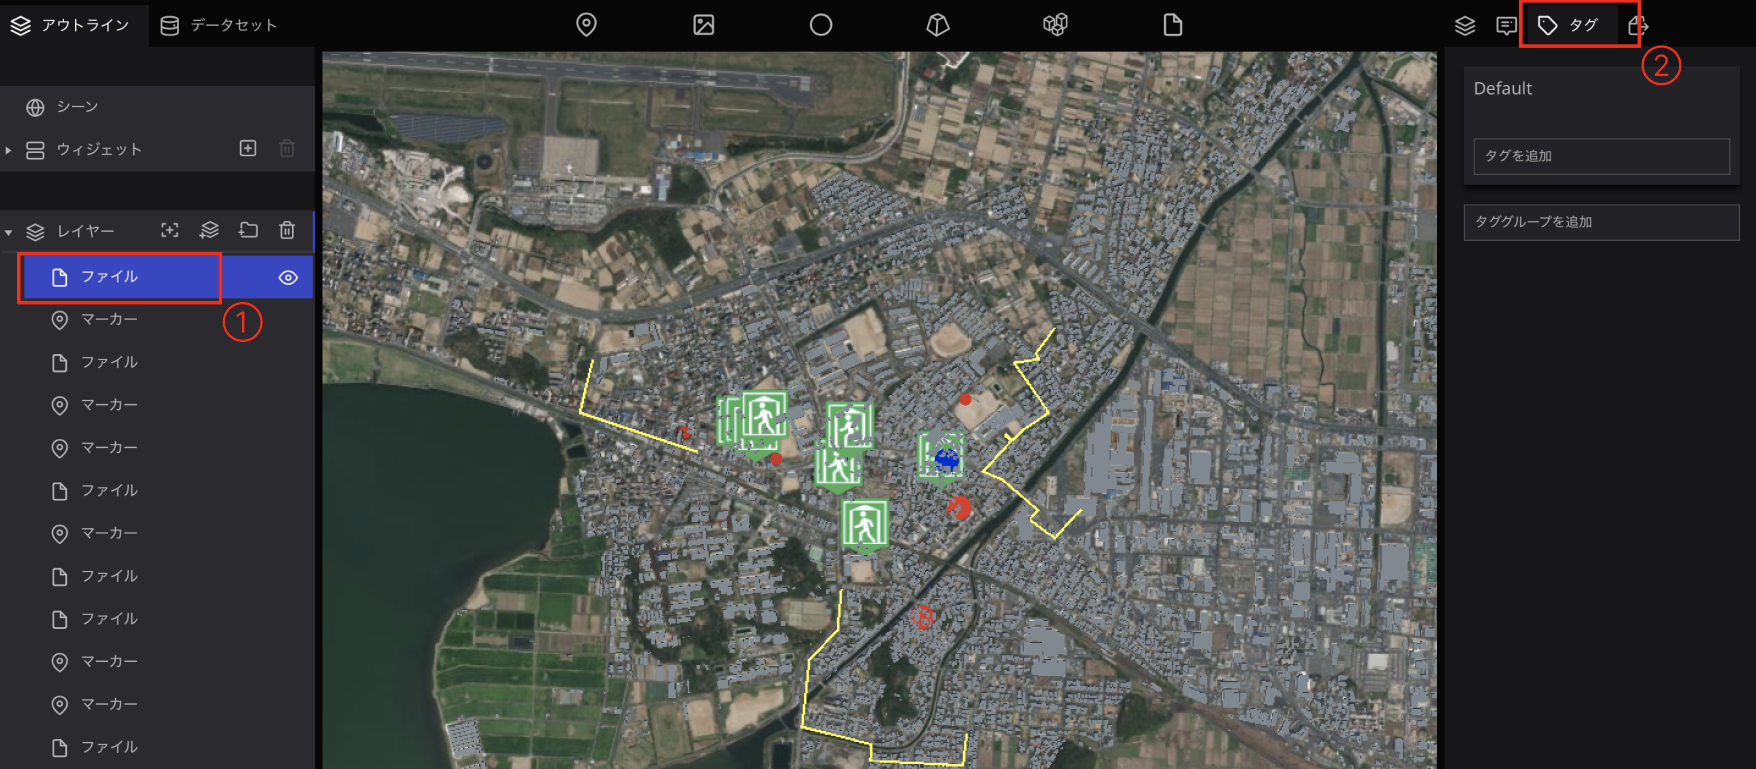 アウトライン
データセット
タグ
②
シーン
ウィジェット
レイヤー
ファイル
①
マーカー
ファイル
マーカー
マーカー
ファイル
マーカー
ファイル
ファイル
マーカー
マーカー
ファイル
Default
タグを追加
タググループを追加